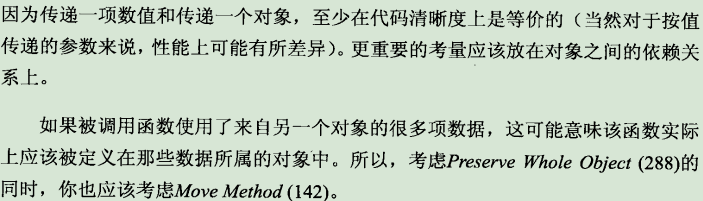 因为传递一项数值和传递一个对象，至少在代码清晰度上是等价的（当然对于按值
传递的参数来说，性能上可能有所差异）。更重要的考量应该放在对象之间的依赖关
系上。
如果被调用函数使用了来自另一个对象的很多项数据，这可能意味该函数实际
上应该被定义在那些数据所属的对象中。所以，考虑Preserve Whole Object (288)的
同时，你也应该考虑Move Method (142)。